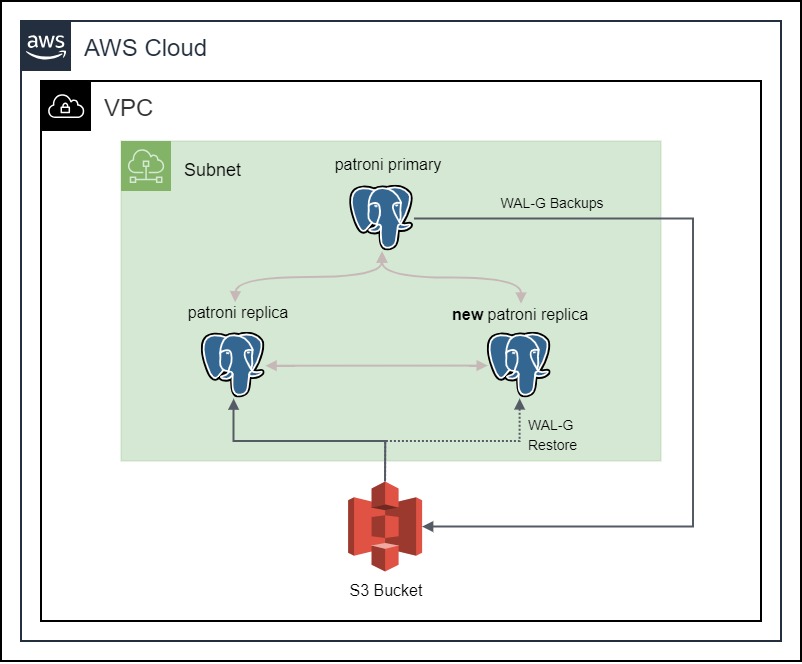 aws
AWS Cloud
VPC
Subnet
patroni primary
WAL-G Backups
patroni replica
new patroni replica
WAL-G
Restore
S3 Bucket